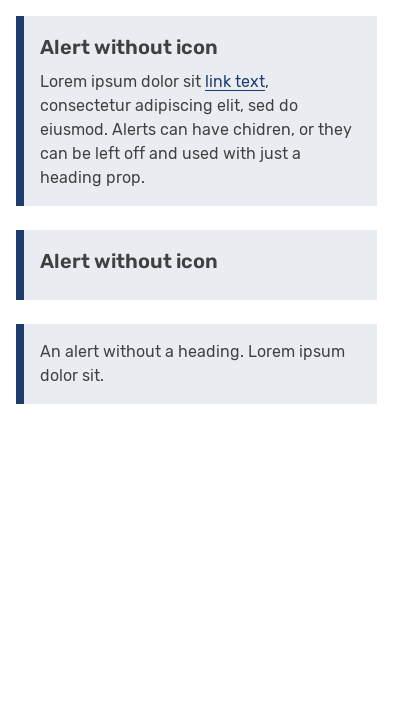 Alert without icon
Lorem ipsum dolor sit link text,
consectetur adipiscing elit, sed do
eiusmod. Alerts can have chidren, or they
can be left off and used with just a
heading prop.
Alert without icon
An alert without a heading. Lorem ipsum
dolor sit.